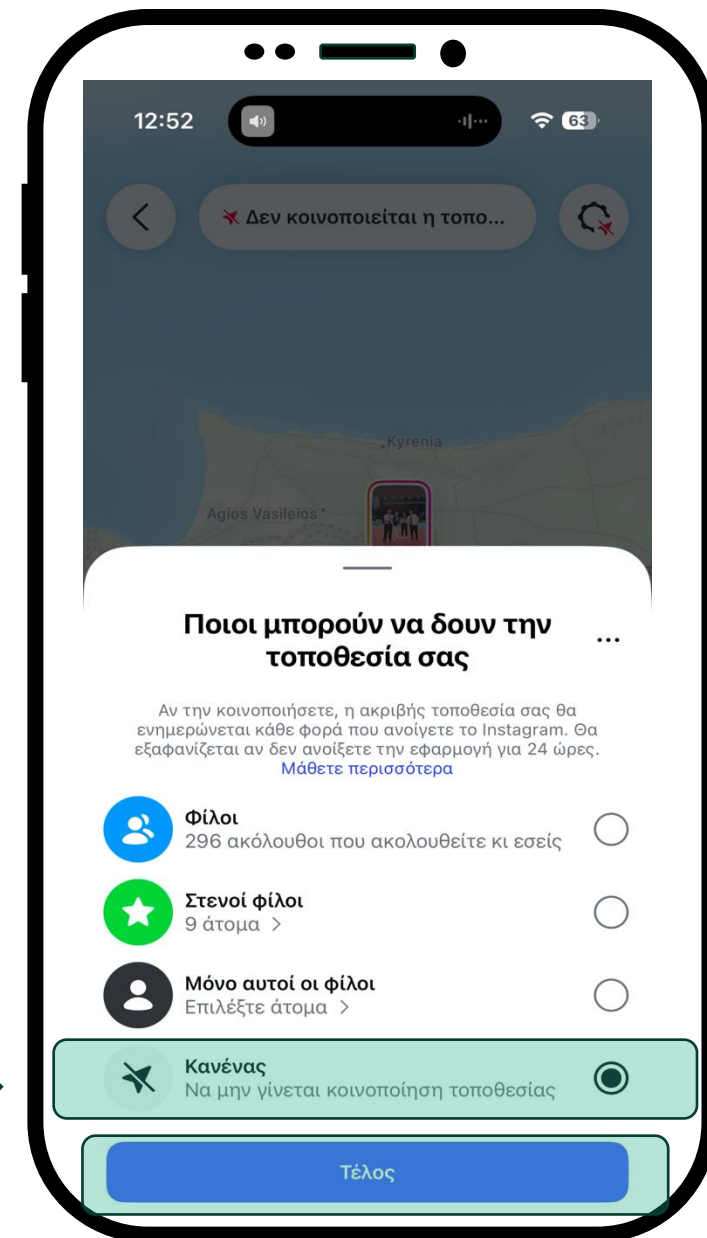 12:52
63
Δεν κοινοποιείται η τοπο...
Kyrenia
Agios Vasileios
Ποιοι μπορούν να δουν την
τοποθεσία σας
Αν την κοινοποιήσετε, η ακριβής τοποθεσία σας θα
ενημερώνεται κάθε φορά που ανοίγετε το Instagram. Θα
εξαφανίζεται αν δεν ανοίξετε την εφαρμογή για 24 ώρες.
Μάθετε περισσότερα
Φίλοι
296 ακόλουθοι που ακολουθείτε κι εσείς
Στενοί φίλοι
9 άτομα >
Μόνο αυτοί οι φίλοι
Επιλέξτε άτομα >
Κανένας
Να μην γίνεται κοινοποίηση τοποθεσίας
Τέλος